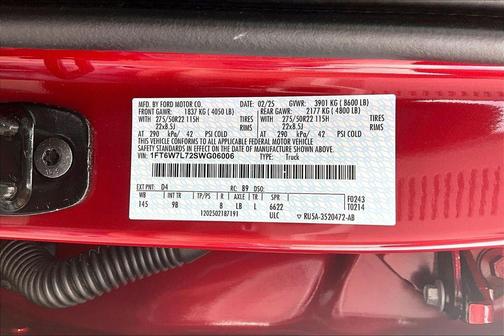 MFD. BY FORD MOTOR CO. 02/25 GVWR: 3901 KG ( 8600 LB)
FRONT GAWR: 1837 KG ( 4050 LB) REAR GAWR: 2177 KG ( 4800 LB)
WITH 275/50R22 115H TIRES WITH 275/50R22 115H TIRES
22x8.5J RIMS 22x8.5J RIMS
AT 290 kPa/ 42 PSI COLD AT 290 kPa/ 42 PSI COLD
THIS VEHICLE CONFORMS TO ALL APPLICABLE FEDERAL MOTOR VEHICLE
SAFETY STANDARDS IN EFFECT ON THE DATE OF MANUFACTURE SHOWN ABOVE.
VIN: 1FT6W7L72SWG06006 TYPE: Truck
EXT PNT: D4 RC: 89 DSO:
WB INT TR TP/PS R AXLE TR SPR F0243
145 9B 8 LB L 6622 T0214
1202502187191 ULC RU5A-3520472-AB